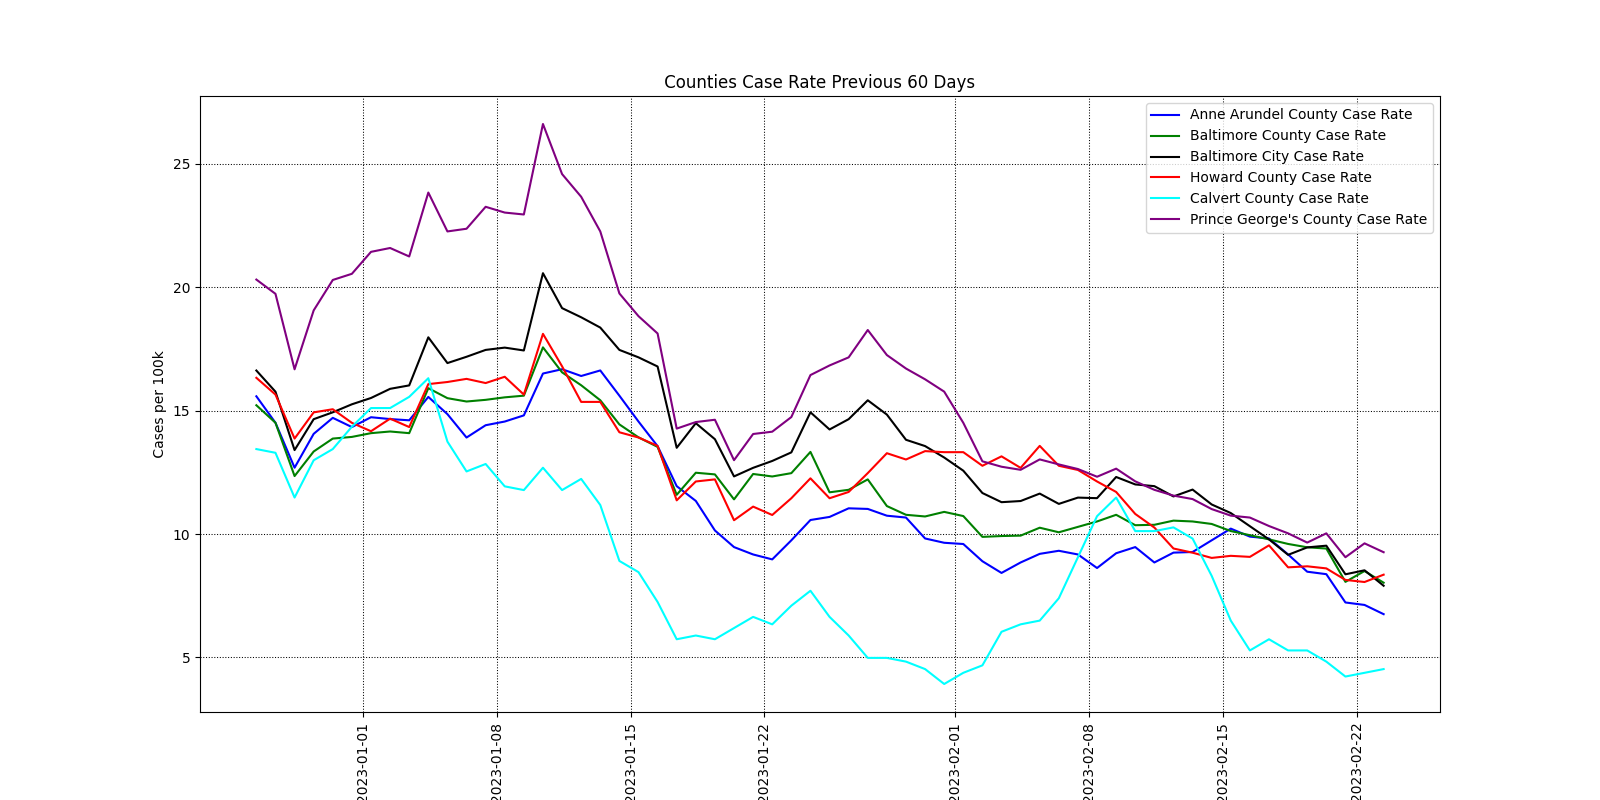 Counties Case Rate Previous 60 Days
Cases per 100k
25
20
15
10
5
Anne Arundel County Case Rate
Baltimore County Case Rate
Baltimore City Case Rate
Howard County Case Rate
Calvert County Case Rate
Prince George's County Case Rate
2023-01-01
2023-01-08
2023-01-15
2023-01-22
2023-02-01
2023-02-08
2023-02-15
2023-02-22